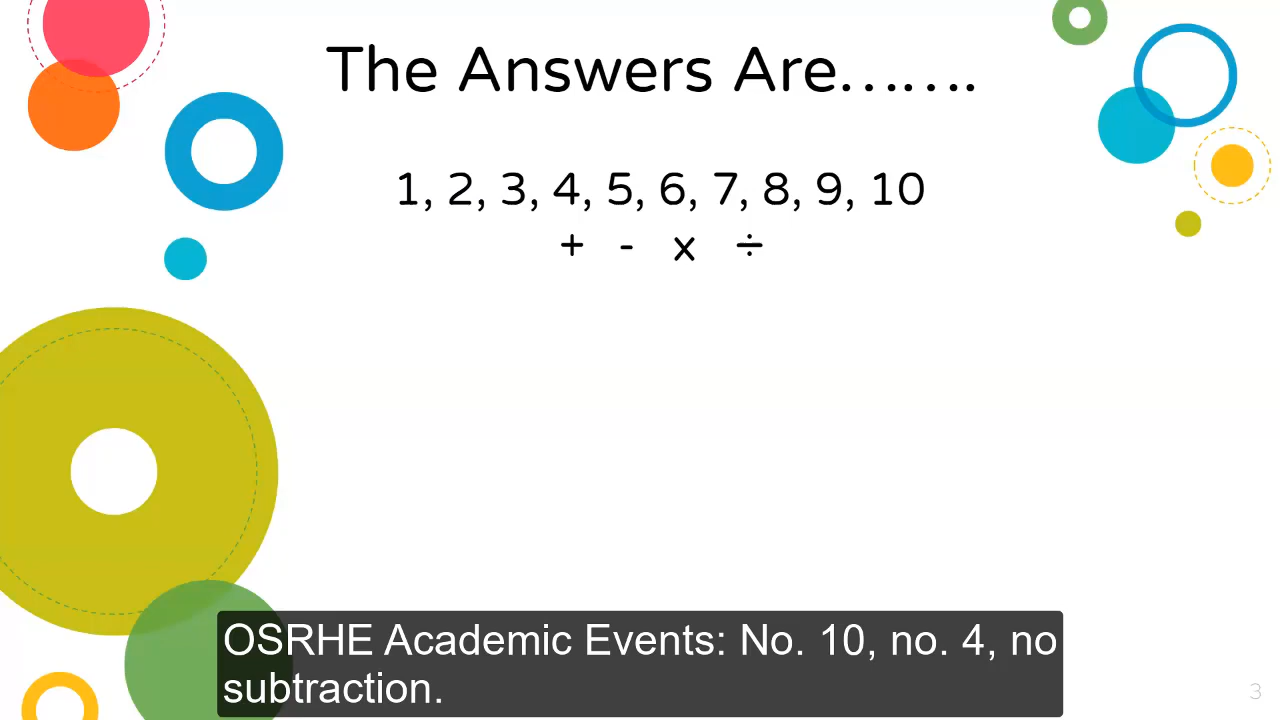 The Answers Are.......
1, 2, 3, 4, 5, 6, 7, 8, 9, 10
+ - x ÷
OSRHE Academic Events: No. 10, no. 4, no
subtraction.
3